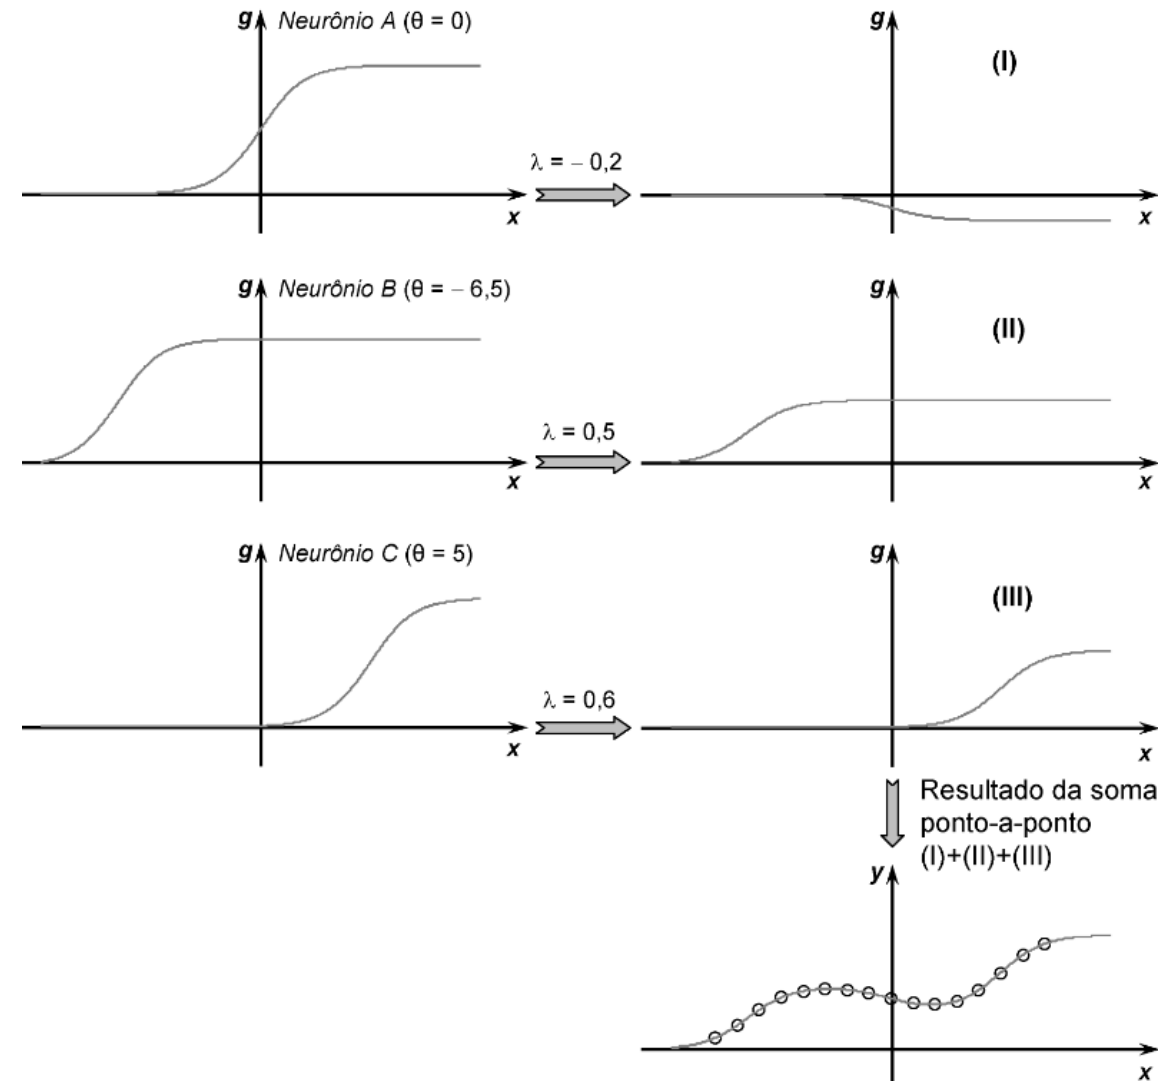 g Neurônio A (θ = 0)
g
(I)
λ = – 0,2
x
x
g Neurônio B (θ = – 6,5)
g
(II)
λ = 0,5
x
x
g Neurônio C (θ = 5)
g
(III)
λ = 0,6
x
x
Resultado da soma
ponto-a-ponto
(I)+(II)+(III)
y
x